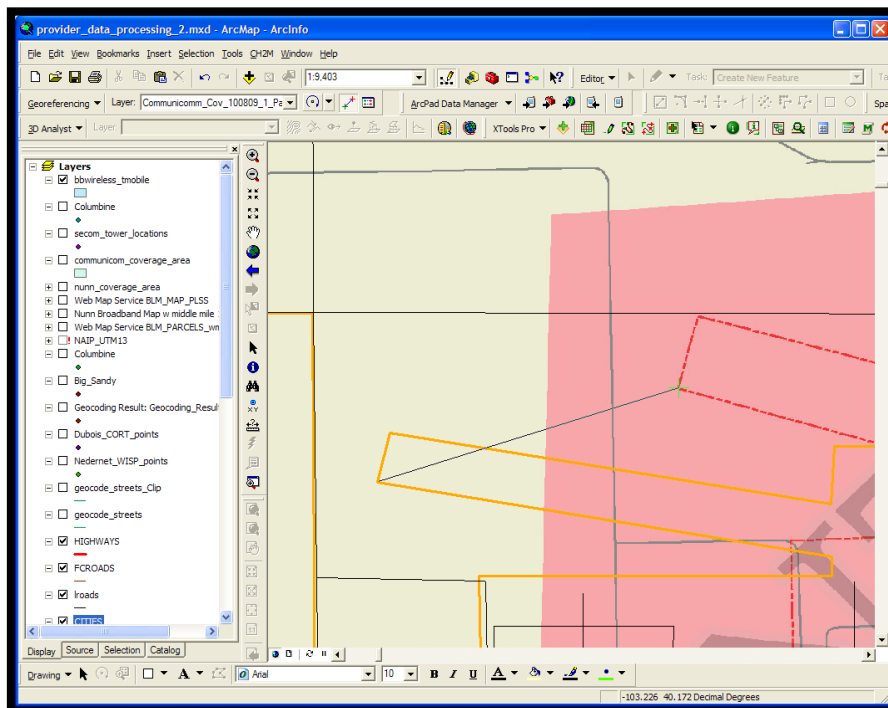 provider_data_processing_2.mxd - ArcMap - ArcInfo
File Edit View Bookmarks Insert Selection Tools CH2M Window Help
1:9,403 Editor Task: Create New Feature
Georeferencing Layer: Communicomm_Cov_100809_1_Pa ArcPad Data Manager
3D Analyst Layer XTools Pro
Layers
bbwireless_tmobile
Columbine
secom_tower_locations
communicom_coverage_area
nunn_coverage_area
Web Map Service BLM_MAP_PLSS
Nunn Broadband Map w middle mile
Web Map Service BLM_PARCELS_wm
NAIP_UTM13
Columbine
Big_Sandy
Geocoding Result: Geocoding_Result
Dubois_CORT_points
Nedernet_WISP_points
geocode_streets_Clip
geocode_streets
HIGHWAYS
FCROADS
lroads
CITIES
Display Source Selection Catalog
Drawing A Arial 10 B I U A
-103.226 40.172 Decimal Degrees